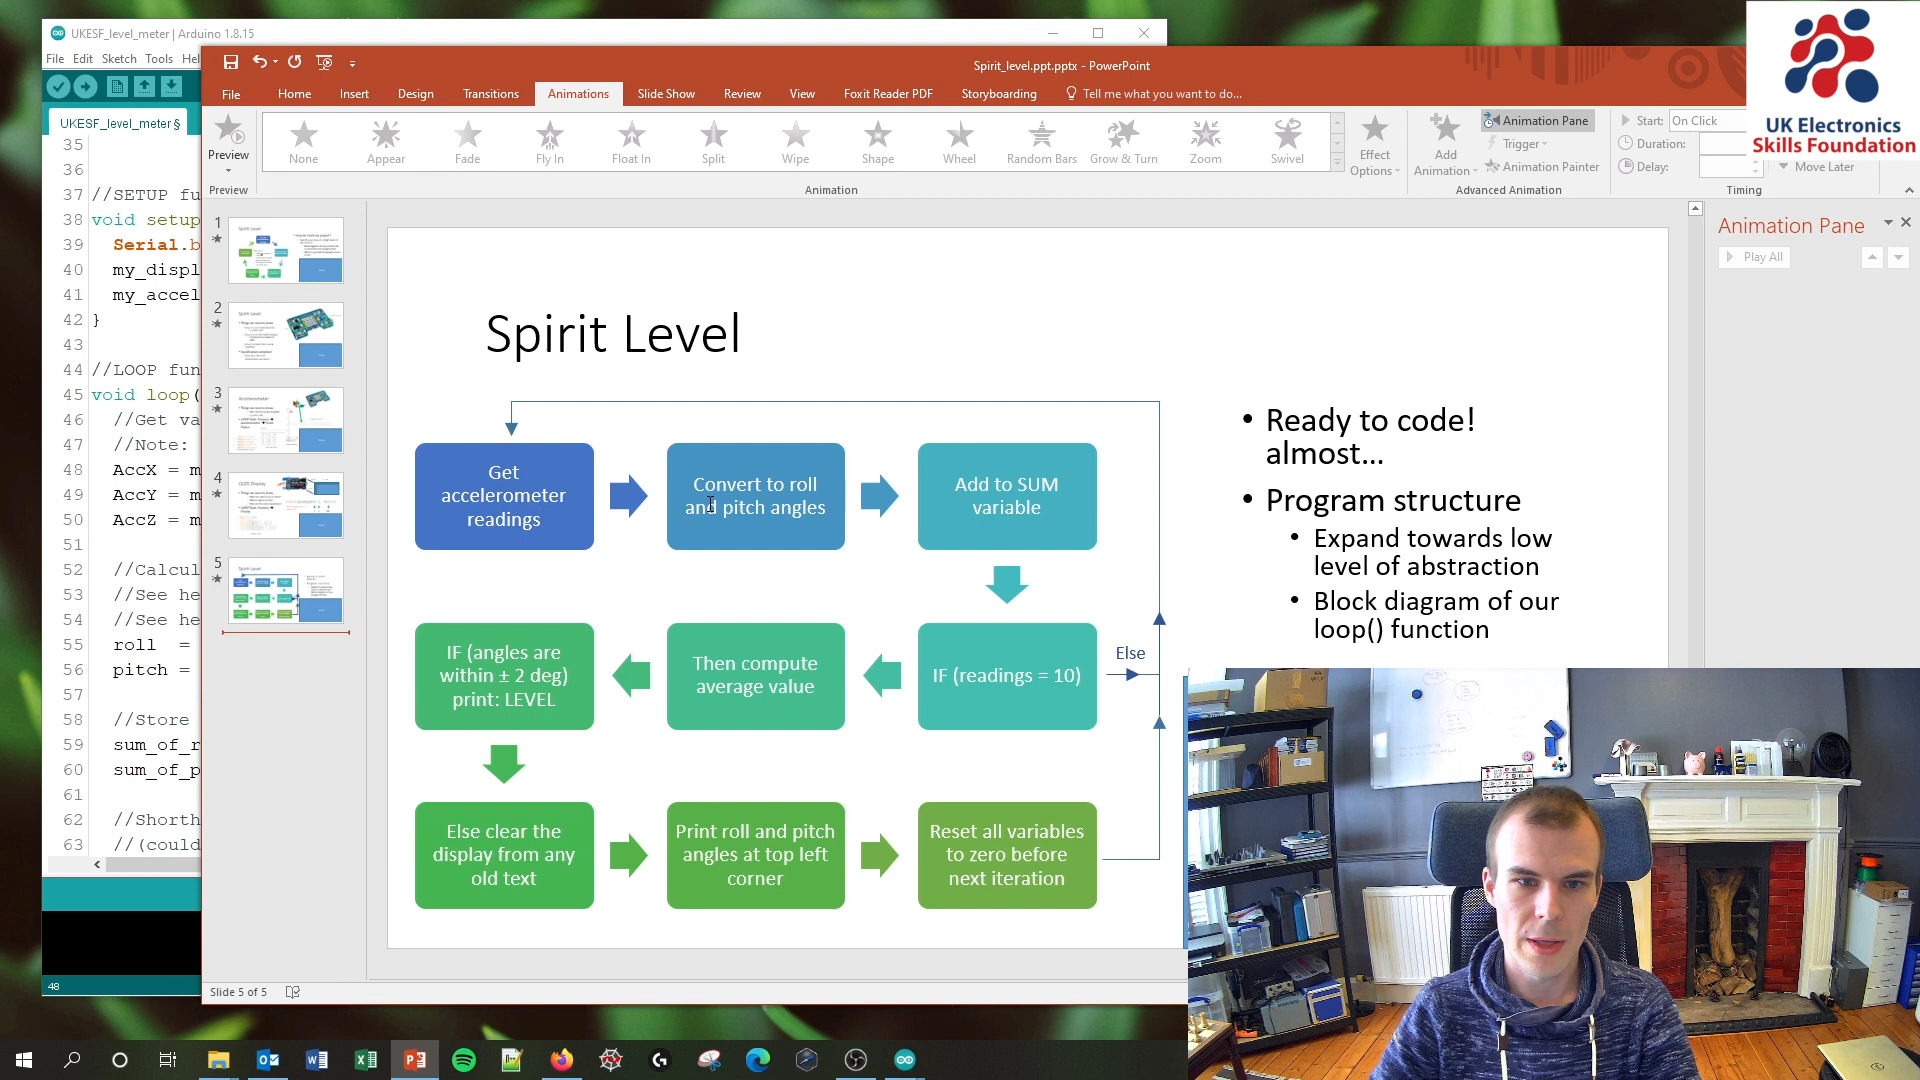 UKESF_level_meter | Arduino 1.8.15
File Edit Sketch Tools Hel
UKESF_level_meter §
35
36
37 //SETUP fu
38 void setup
39 Serial.b
40 my_displ
41 my_accel
42 }
43
44 //LOOP fun
45 void loop(
46 //Get va
47 //Note:
48 AccX = m
49 AccY = m
50 AccZ = m
51
52 //Calcul
53 //See he
54 //See he
55 roll =
56 pitch =
57
58 //Store
59 sum_of_r
60 sum_of_p
61
62 //Shorth
63 //(could
48
Spirit_level.ppt.pptx - PowerPoint
File Home Insert Design Transitions Animations Slide Show Review View Foxit Reader PDF Storyboarding Tell me what you want to do...
Preview
Preview
None Appear Fade Fly In Float In Split Wipe Shape Wheel Random Bars Grow & Turn Zoom Swivel
Animation
Effect
Options
Add
Animation
Animation Pane
Trigger
Animation Painter
Advanced Animation
Start: On Click
Duration:
Delay:
Move Later
Timing
UK Electronics
Skills Foundation
1
2
3
4
5
Animation Pane
Play All
Spirit Level
Get
accelerometer
readings
Convert to roll
and pitch angles
Add to SUM
variable
IF (angles are
within ± 2 deg)
print: LEVEL
Then compute
average value
IF (readings = 10)
Else
Else clear the
display from any
old text
Print roll and pitch
angles at top left
corner
Reset all variables
to zero before
next iteration
• Ready to code!
almost...
• Program structure
• Expand towards low
level of abstraction
• Block diagram of our
loop() function
Slide 5 of 5